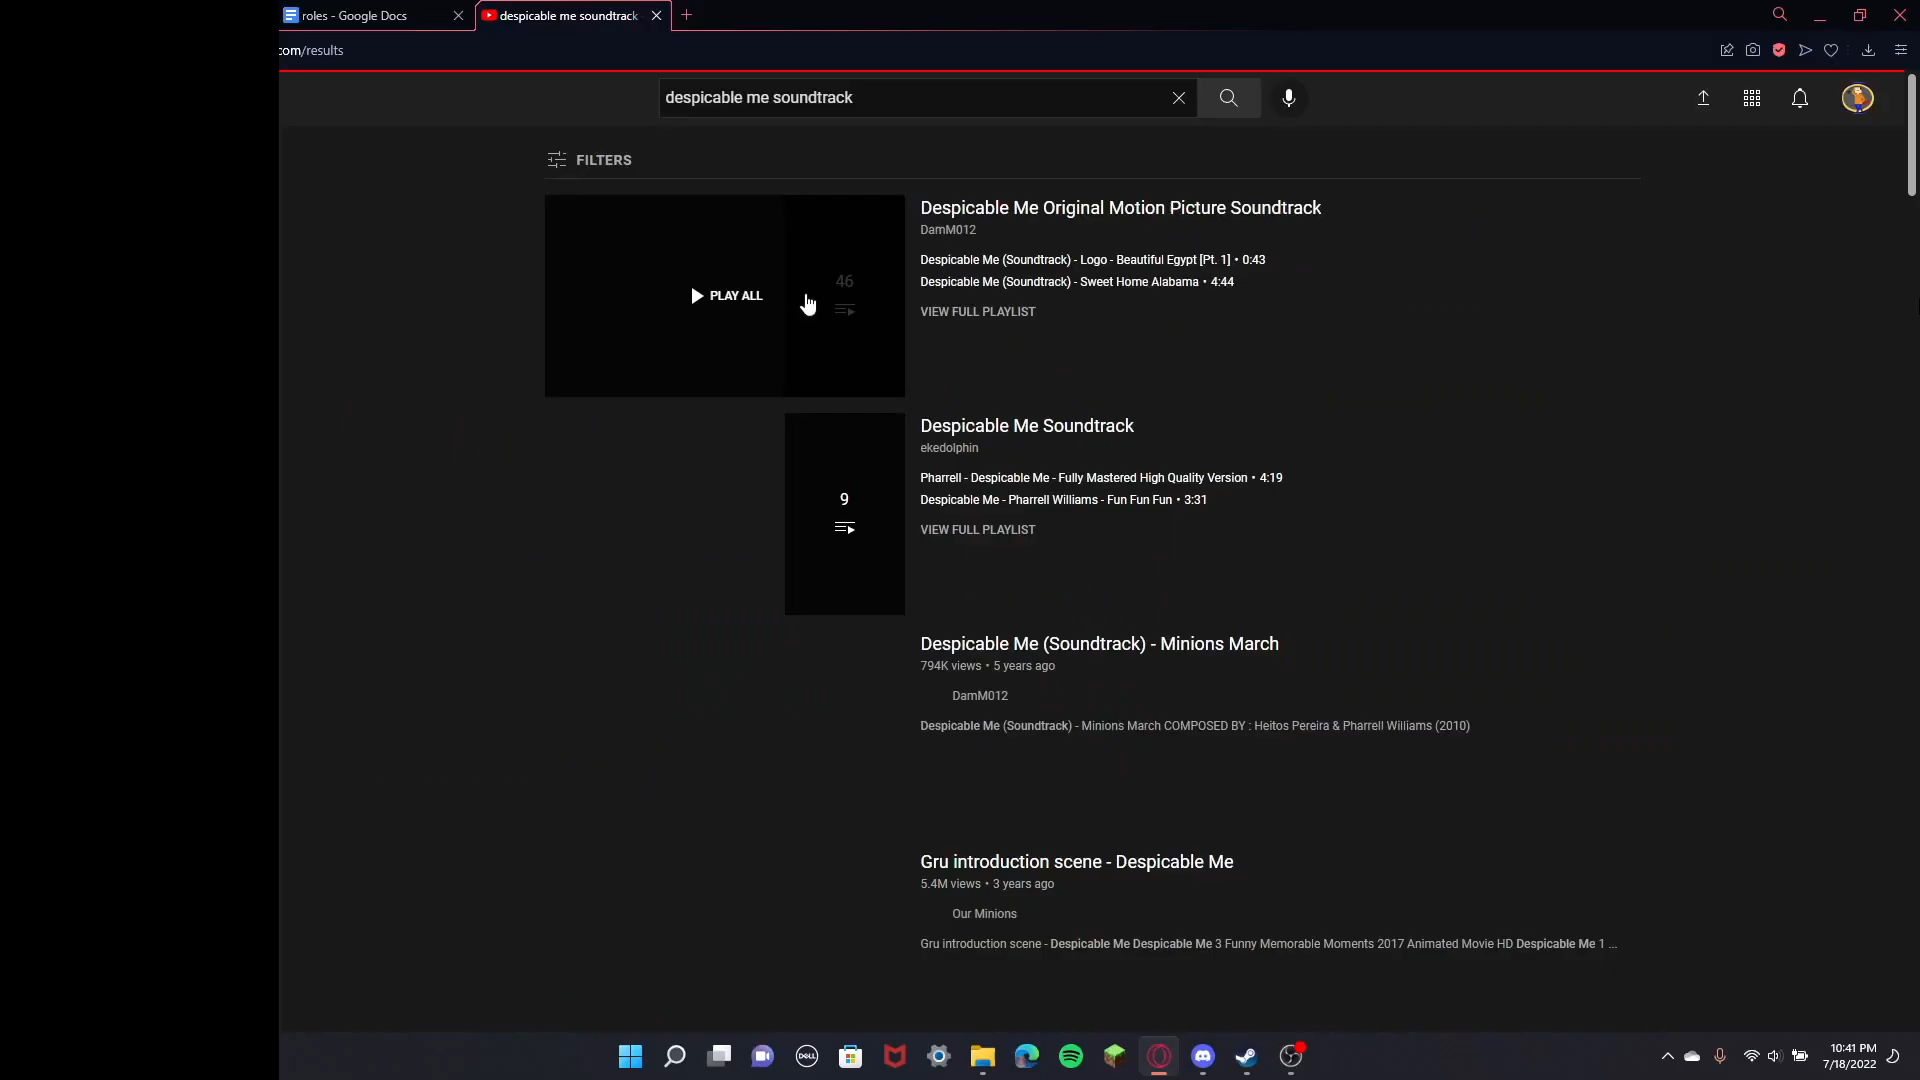 roles - Google Docs
despicable me soundtrack
com/results
despicable me soundtrack
FILTERS
PLAY ALL
46
Despicable Me Original Motion Picture Soundtrack
DamM012
Despicable Me (Soundtrack) - Logo - Beautiful Egypt [Pt. 1] • 0:43
Despicable Me (Soundtrack) - Sweet Home Alabama • 4:44
VIEW FULL PLAYLIST
9
Despicable Me Soundtrack
ekedolphin
Pharrell - Despicable Me - Fully Mastered High Quality Version • 4:19
Despicable Me - Pharrell Williams - Fun Fun Fun • 3:31
VIEW FULL PLAYLIST
Despicable Me (Soundtrack) - Minions March
794K views • 5 years ago
DamM012
Despicable Me (Soundtrack) - Minions March COMPOSED BY : Heitos Pereira & Pharrell Williams (2010)
Gru introduction scene - Despicable Me
5.4M views • 3 years ago
Our Minions
Gru introduction scene - Despicable Me Despicable Me 3 Funny Memorable Moments 2017 Animated Movie HD Despicable Me 1 ...
DELL
10:41 PM
7/18/2022